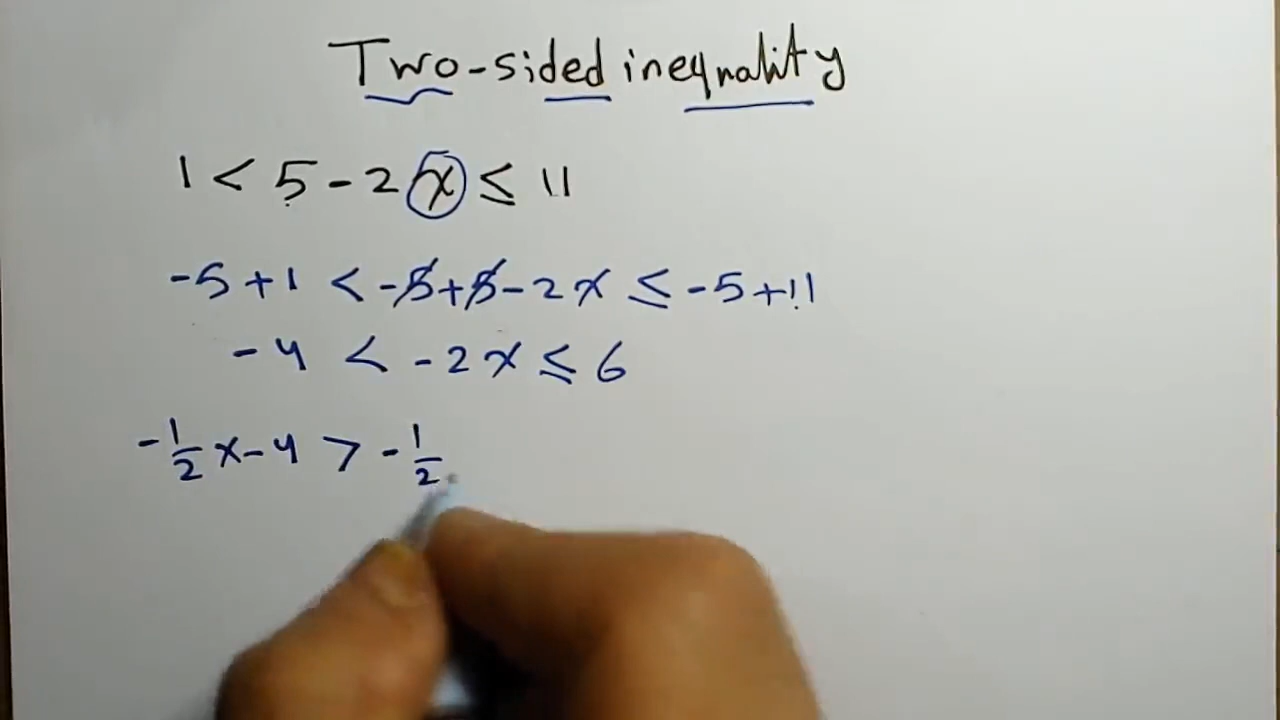 Two-sided inequality
1 < 5 - 2x ≤ 11
-5+1 < -5+5-2x ≤ -5+11
-4 < -2x ≤ 6
-1/2 x -4 > -1/2